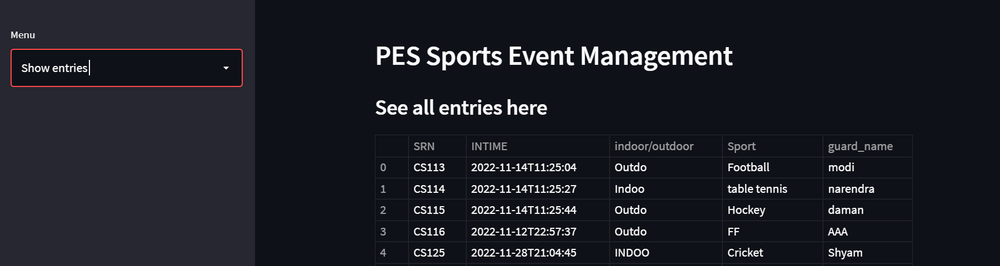 Menu
Show entries
PES Sports Event Management
See all entries here
SRN INTIME indoor/outdoor Sport guard_name
0 CS113 2022-11-14T11:25:04 Outdo Football modi
1 CS114 2022-11-14T11:25:27 Indoo table tennis narendra
2 CS115 2022-11-14T11:25:44 Outdo Hockey daman
3 CS116 2022-11-12T22:57:37 Outdo FF AAA
4 CS125 2022-11-28T21:04:45 INDOO Cricket Shyam